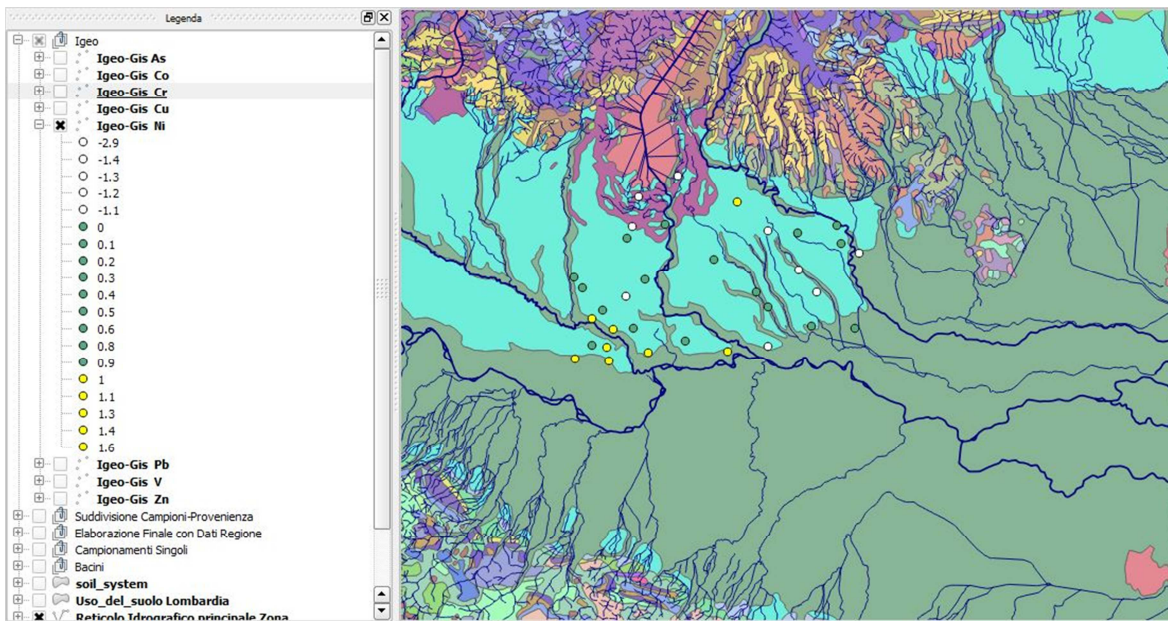 Legenda
Igeo
Igeo-Gis As
Igeo-Gis Co
Igeo-Gis Cr
Igeo-Gis Cu
Igeo-Gis Ni
-2.9
-1.4
-1.3
-1.2
-1.1
0
0.1
0.2
0.3
0.4
0.5
0.6
0.8
0.9
1
1.1
1.3
1.4
1.6
Igeo-Gis Pb
Igeo-Gis V
Igeo-Gis Zn
Suddivisione Campioni-Provenienza
Elaborazione Finale con Dati Regione
Campionamenti Singoli
Bacini
soil_system
Uso_del_suolo Lombardia
Reticolo Idrografico principale Zona